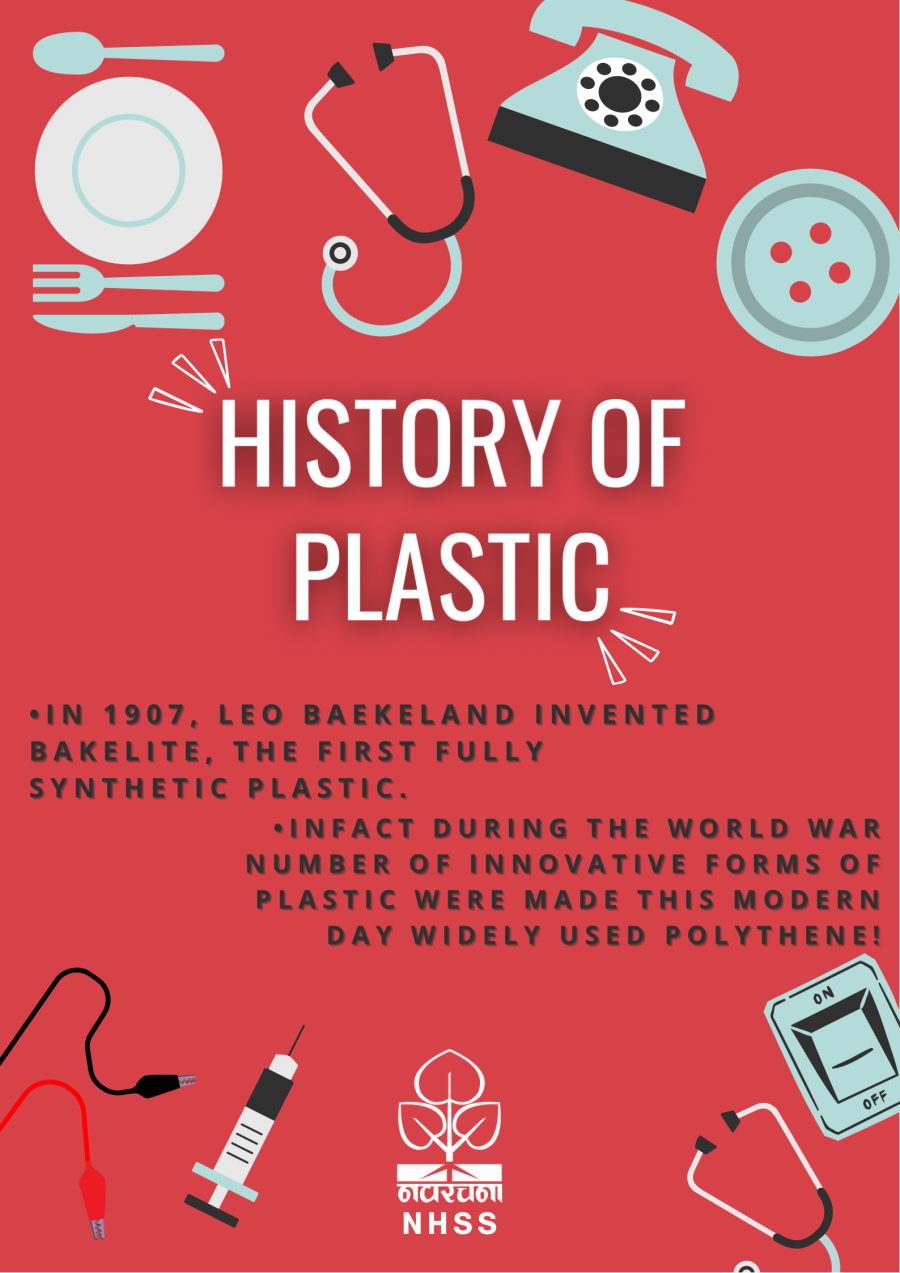 HISTORY OF
PLASTIC
•IN 1907, LEO BAEKELAND INVENTED
BAKELITE, THE FIRST FULLY
SYNTHETIC PLASTIC.
•INFACT DURING THE WORLD WAR
NUMBER OF INNOVATIVE FORMS OF
PLASTIC WERE MADE THIS MODERN
DAY WIDELY USED POLYTHENE!
ON
OFF
નવરચના
NHSS